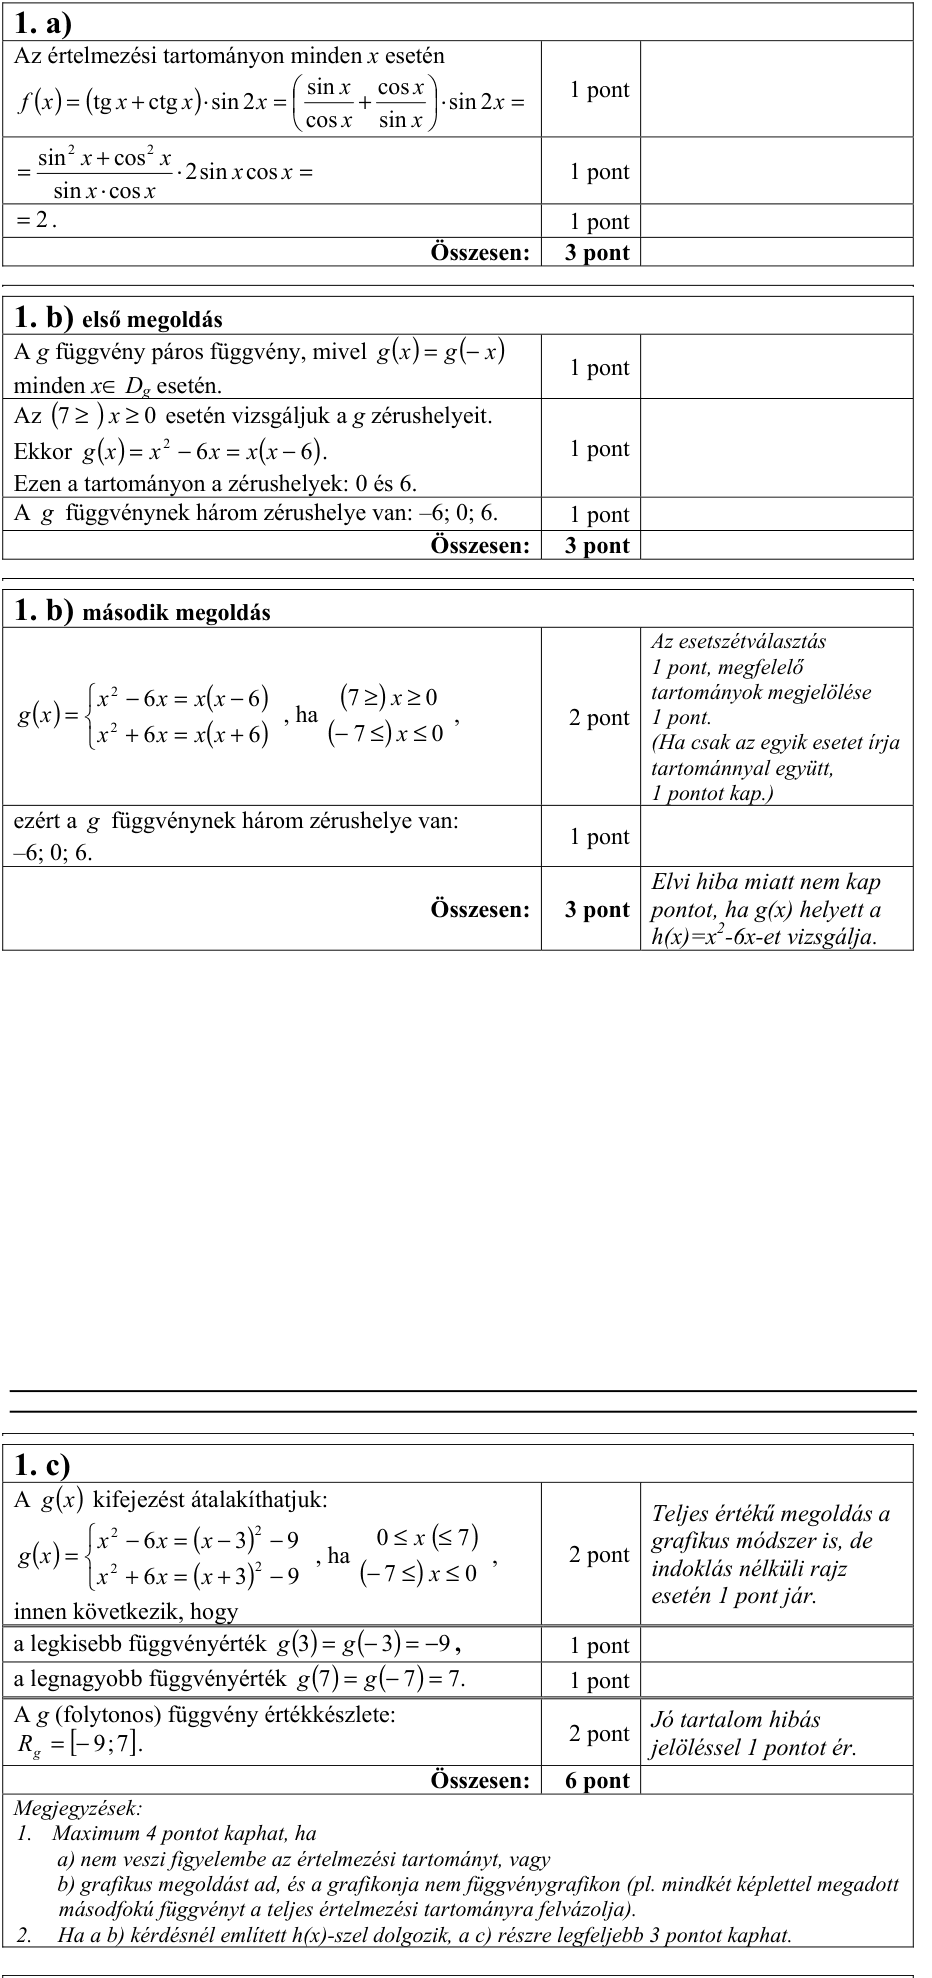 1. a)
Az értelmezési tartományon minden x esetén
f(x) = (tg x + ctg x)·sin 2x = (sin x / cos x + cos x / sin x)·sin 2x =
1 pont
= (sin² x + cos² x) / (sin x · cos x) · 2 sin x cos x =
1 pont
= 2 .
1 pont
Összesen: 3 pont
1. b) első megoldás
A g függvény páros függvény, mivel g(x) = g(− x)
minden x∈ D_g esetén.
1 pont
Az (7 ≥ ) x ≥ 0 esetén vizsgáljuk a g zérushelyeit.
Ekkor g(x) = x² − 6x = x(x − 6).
Ezen a tartományon a zérushelyek: 0 és 6.
1 pont
A g függvénynek három zérushelye van: –6; 0; 6.
1 pont
Összesen: 3 pont
1. b) második megoldás
g(x) = { x² − 6x = x(x − 6) , ha (7 ≥) x ≥ 0
x² + 6x = x(x + 6) (− 7 ≤) x ≤ 0 ,
2 pont
Az esetszétválasztás
1 pont, megfelelő
tartományok megjelölése
1 pont.
(Ha csak az egyik esetet írja
tartománnyal együtt,
1 pontot kap.)
ezért a g függvénynek három zérushelye van:
–6; 0; 6.
1 pont
Összesen: 3 pont
Elvi hiba miatt nem kap
pontot, ha g(x) helyett a
h(x)=x²-6x-et vizsgálja.
1. c)
A g(x) kifejezést átalakíthatjuk:
g(x) = { x² − 6x = (x − 3)² − 9 , ha 0 ≤ x (≤ 7)
x² + 6x = (x + 3)² − 9 (− 7 ≤) x ≤ 0 ,
innen következik, hogy
2 pont
Teljes értékű megoldás a
grafikus módszer is, de
indoklás nélküli rajz
esetén 1 pont jár.
a legkisebb függvényérték g(3) = g(− 3) = −9 ,
1 pont
a legnagyobb függvényérték g(7) = g(− 7) = 7.
1 pont
A g (folytonos) függvény értékkészlete:
R_g = [− 9 ; 7].
2 pont
Jó tartalom hibás
jelöléssel 1 pontot ér.
Összesen: 6 pont
Megjegyzések:
1. Maximum 4 pontot kaphat, ha
a) nem veszi figyelembe az értelmezési tartományt, vagy
b) grafikus megoldást ad, és a grafikonja nem függvénygrafikon (pl. mindkét képlettel megadott
másodfokú függvényt a teljes értelmezési tartományra felvázolja).
2. Ha a b) kérdésnél említett h(x)-szel dolgozik, a c) részre legfeljebb 3 pontot kaphat.